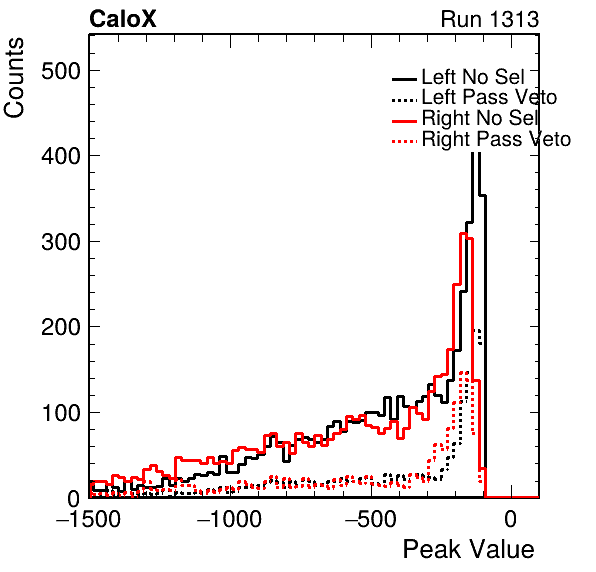 CaloX Run 1313
Counts
500
400
300
200
100
0
Left No Sel
Left Pass Veto
Right No Sel
Right Pass Veto
−1500 −1000 −500 0
Peak Value